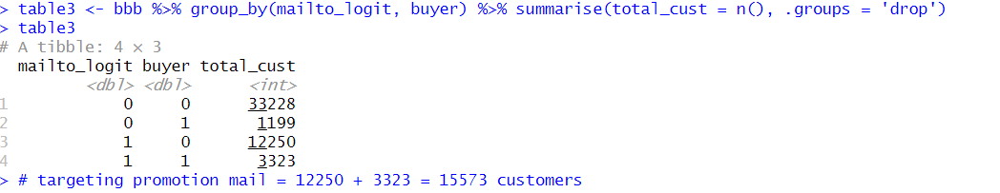 > table3 <- bbb %>% group_by(mailto_logit, buyer) %>% summarise(total_cust = n(), .groups = 'drop')
> table3
# A tibble: 4 × 3
  mailto_logit buyer total_cust
         <dbl> <dbl>      <int>
1            0     0      33228
2            0     1       1199
3            1     0      12250
4            1     1       3323
> # targeting promotion mail = 12250 + 3323 = 15573 customers